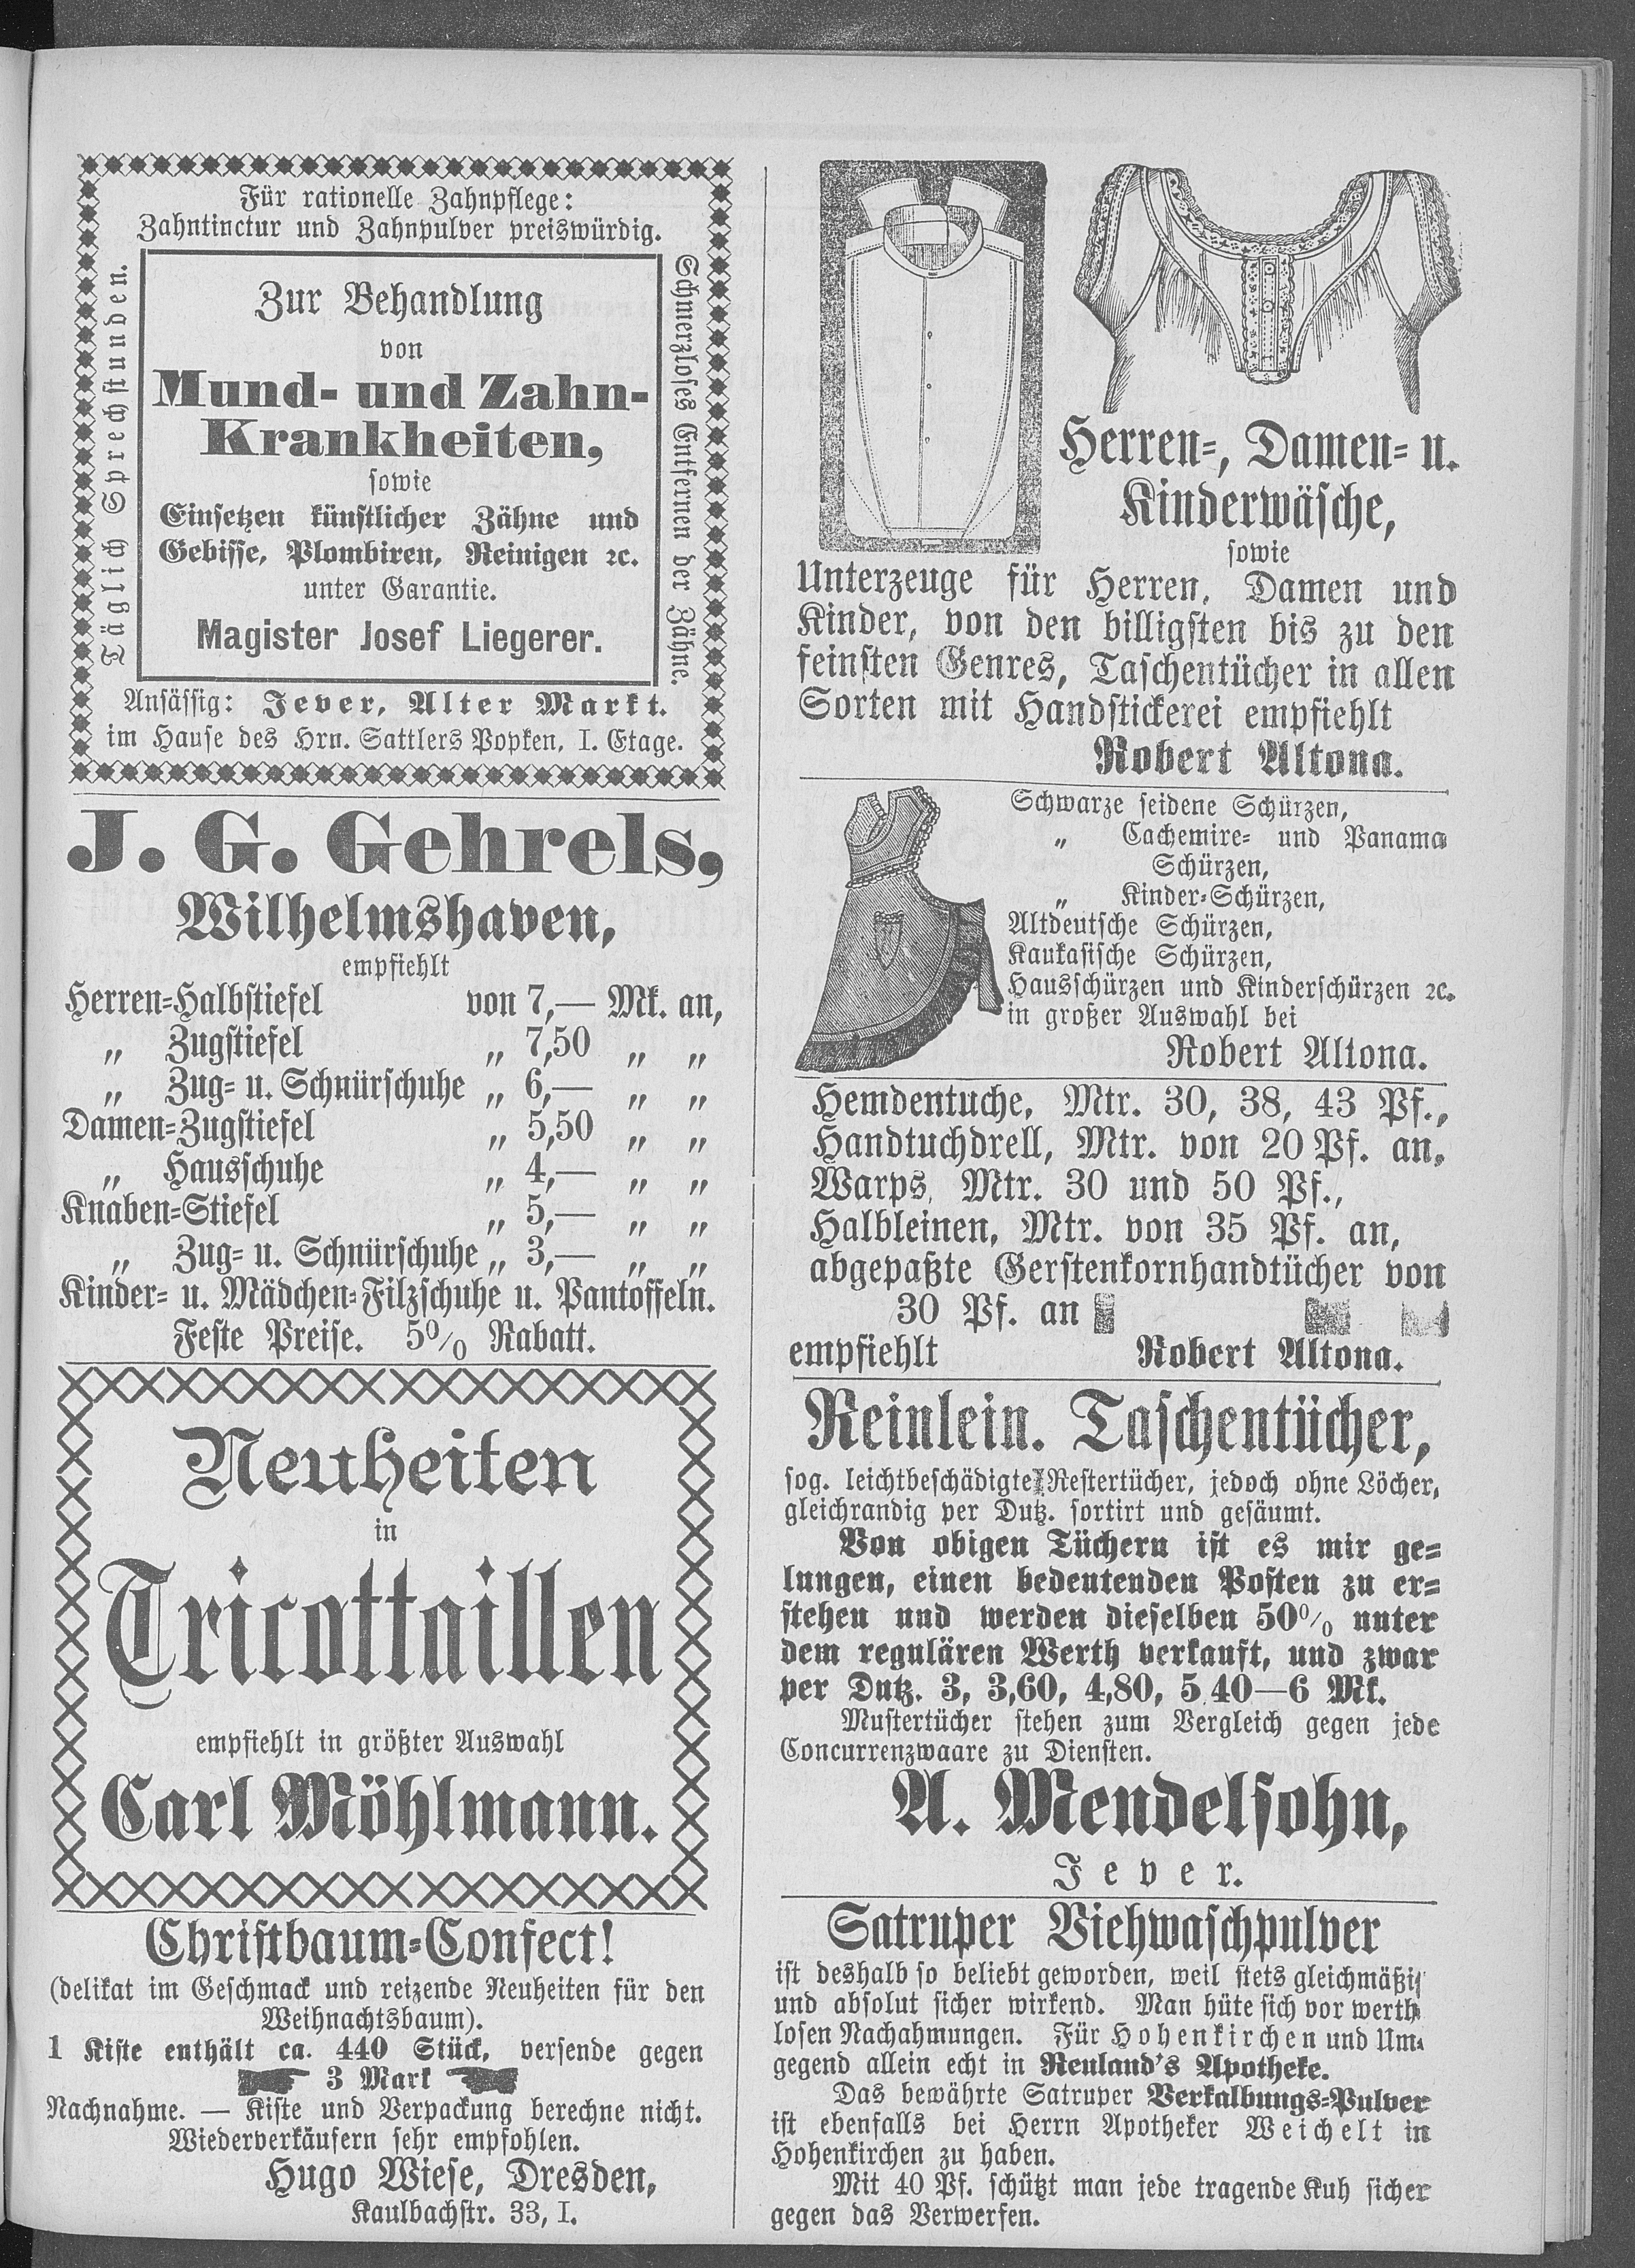 Für rationelle Zahnpflege:
Zahntinctur und Zahnpulver preiswürdig.
Täglich Sprechstunden.
Zur Behandlung
von
Mund- und Zahn-
Krankheiten,
sowie
Einsetzen künstlicher Zähne und
Gebisse, Plombiren, Reinigen ꝛc.
unter Garantie.
Magister Josef Liegerer.
Schmerzloses Entfernen der Zähne.
Ansässig: Jever, Alter Markt.
im Hause des Hrn. Sattlers Popken, I. Etage.
J. G. Gehrels,
Wilhelmshaven,
empfiehlt
Herren-Halbstiefel von 7,— Mk. an,
„ Zugstiefel „ 7,50 „ „
„ Zug- u. Schnürschuhe „ 6,— „ „
Damen-Zugstiefel „ 5,50 „ „
„ Hausschuhe „ 4,— „ „
Knaben-Stiefel „ 5,— „ „
„ Zug- u. Schnürschuhe „ 3,— „ „
Kinder- u. Mädchen-Filzschuhe u. Pantoffeln.
Feste Preise. 5% Rabatt.
Neuheiten
in
Tricottaillen
empfiehlt in größter Auswahl
Carl Möhlmann.
Christbaum-Confect!
(delikat im Geschmack und reizende Neuheiten für den
Weihnachtsbaum).
1 Kiste enthält ca. 440 Stück, versende gegen
3 Mark
Nachnahme. — Kiste und Verpackung berechne nicht.
Wiederverkäufern sehr empfohlen.
Hugo Wiese, Dresden,
Kaulbachstr. 33, I.
Herren-, Damen- u.
Kinderwäsche,
sowie
Unterzeuge für Herren, Damen und
Kinder, von den billigsten bis zu den
feinsten Genres, Taschentücher in allen
Sorten mit Handstickerei empfiehlt
Robert Altona.
Schwarze seidene Schürzen,
„ Cachemire- und Panama
Schürzen,
„ Kinder-Schürzen,
Altdeutsche Schürzen,
Kaukasische Schürzen,
Hausschürzen und Kinderschürzen ꝛc.
in großer Auswahl bei
Robert Altona.
Hemdentuche, Mtr. 30, 38, 43 Pf.,
Handtuchdrell, Mtr. von 20 Pf. an,
Warps, Mtr. 30 und 50 Pf.,
Halbleinen, Mtr. von 35 Pf. an,
abgepaßte Gerstenkornhandtücher von
30 Pf. an
empfiehlt Robert Altona.
Reinlein. Taschentücher,
sog. leichtbeschädigte Restertücher, jedoch ohne Löcher,
gleichrandig per Dutz. sortirt und gesäumt.
Von obigen Tüchern ist es mir ge-
lungen, einen bedeutenden Posten zu er-
stehen und werden dieselben 50% unter
dem regulären Werth verkauft, und zwar
per Dutz. 3, 3,60, 4,80, 5,40—6 Mk.
Mustertücher stehen zum Vergleich gegen jede
Concurrenzwaare zu Diensten.
A. Mendelsohn,
Jever.
Satruper Viehwaschpulver
ist deshalb so beliebt geworden, weil stets gleichmäßig
und absolut sicher wirkend. Man hüte sich vor werth-
losen Nachahmungen. Für Hohenkirchen und Um-
gegend allein echt in Renland's Apotheke.
Das bewährte Satruper Verkalbungs-Pulver
ist ebenfalls bei Herrn Apotheker Weichelt in
Hohenkirchen zu haben.
Mit 40 Pf. schützt man jede tragende Kuh sicher
gegen das Verwerfen.